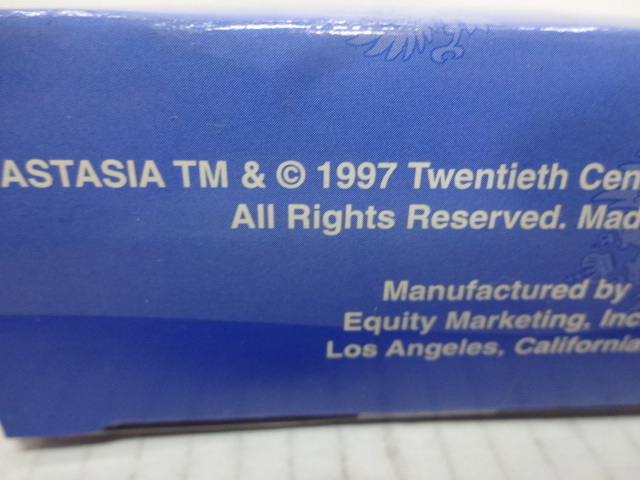 ASTASIA TM & © 1997 Twentieth Cen
All Rights Reserved. Mad
Manufactured by
Equity Marketing, Inc
Los Angeles, California